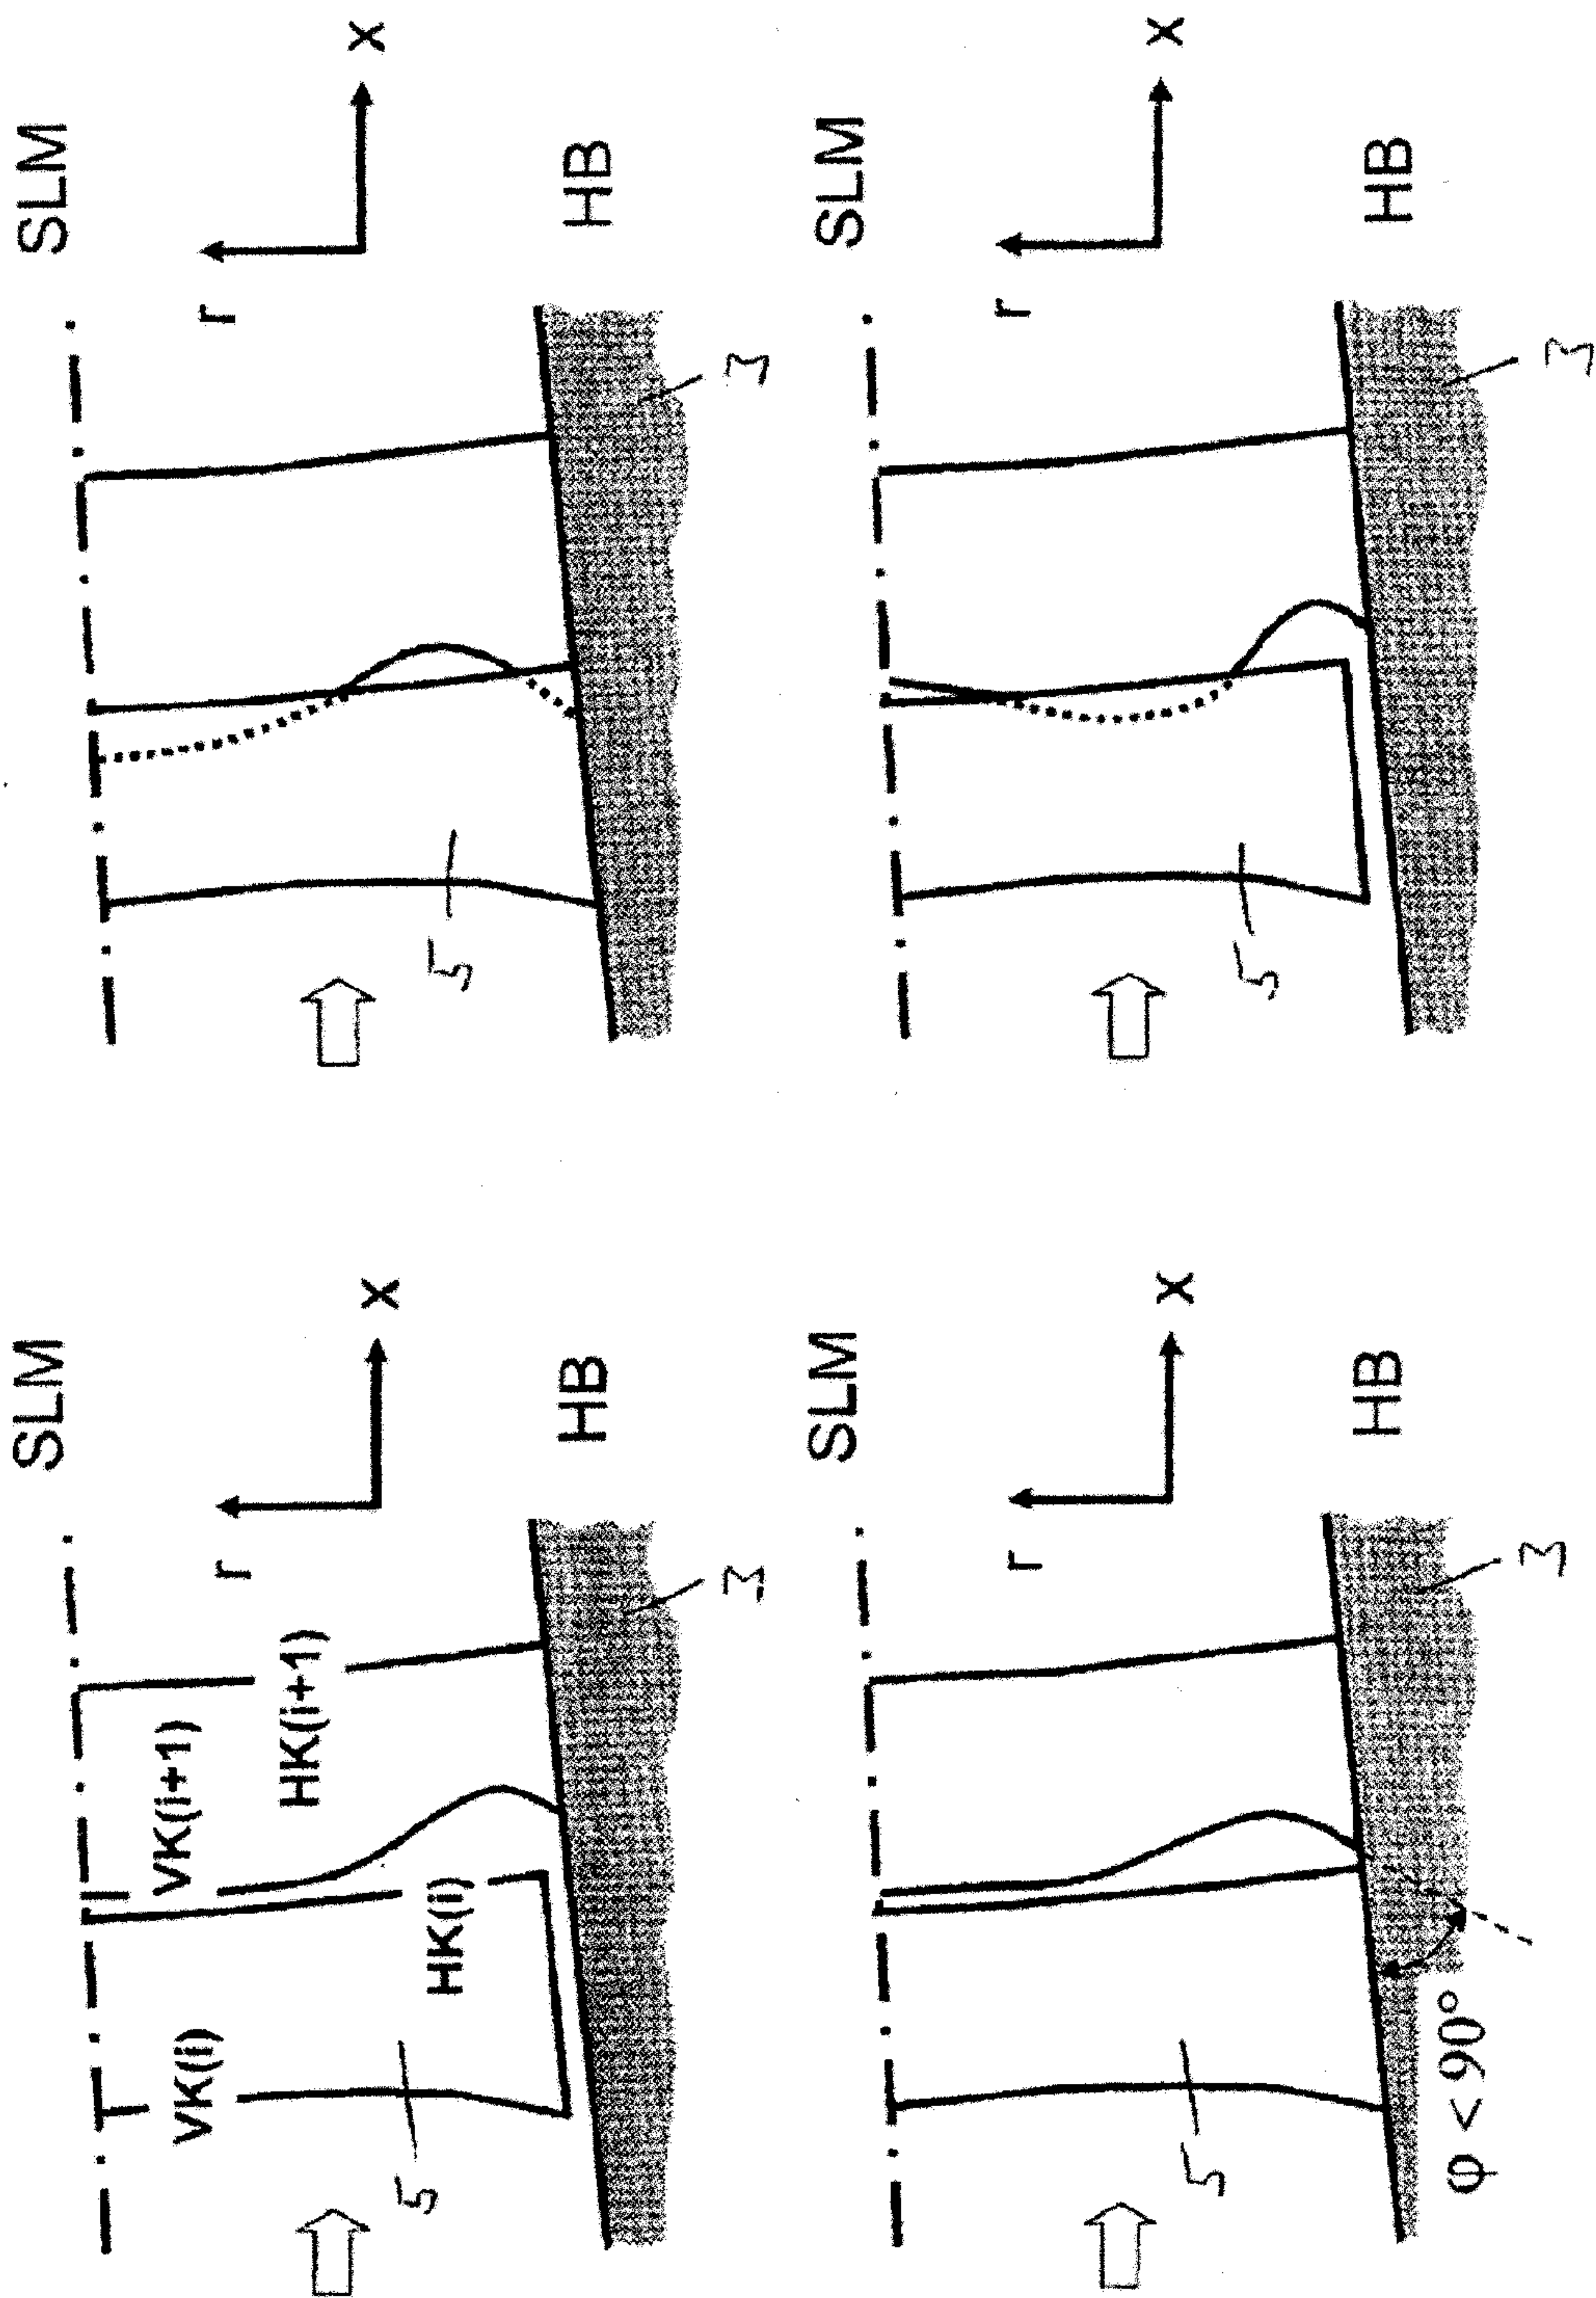 SLM
VK(i)
VK(i+1)
r
HK(i+1)
x
5
HK(i)
HB
3
SLM
r
x
5
HB
3
SLM
r
x
5
HB
φ < 90°
3
SLM
r
x
5
HB
3